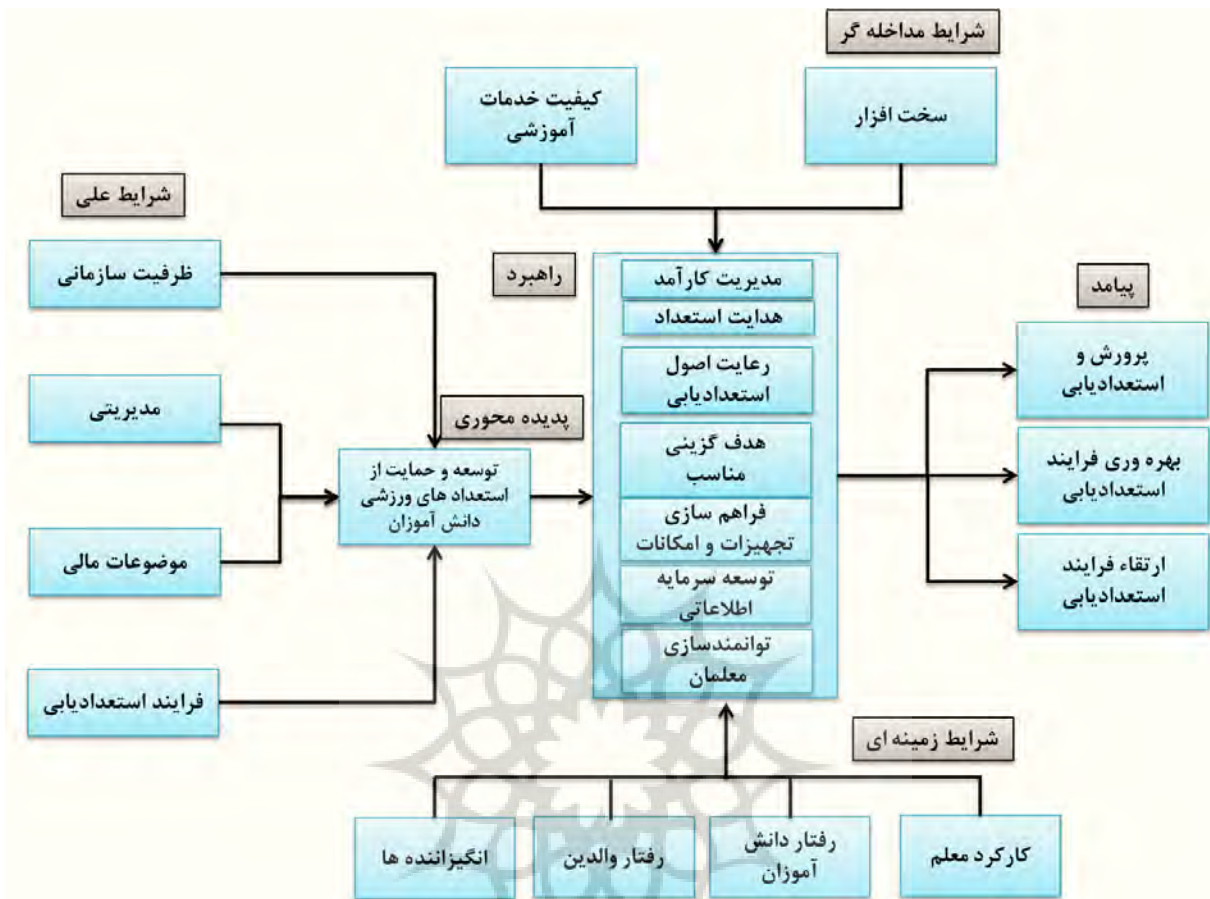 شرایط مداخله گر
سخت افزار
کیفیت خدمات
آموزشی
شرایط علی
ظرفیت سازمانی
مدیریتی
موضوعات مالی
فرایند استعدادیابی
پدیده محوری
توسعه و حمایت از
استعداد های ورزشی
دانش آموزان
راهبرد
مدیریت کارآمد
هدایت استعداد
رعایت اصول
استعدادیابی
هدف گزینی
مناسب
فراهم سازی
تجهیزات و امکانات
توسعه سرمایه
اطلاعاتی
توانمندسازی
معلمان
پیامد
پرورش و
استعدادیابی
بهره وری فرایند
استعدادیابی
ارتقاء فرایند
استعدادیابی
شرایط زمینه ای
کارکرد معلم
رفتار دانش
آموزان
رفتار والدین
انگیزاننده ها